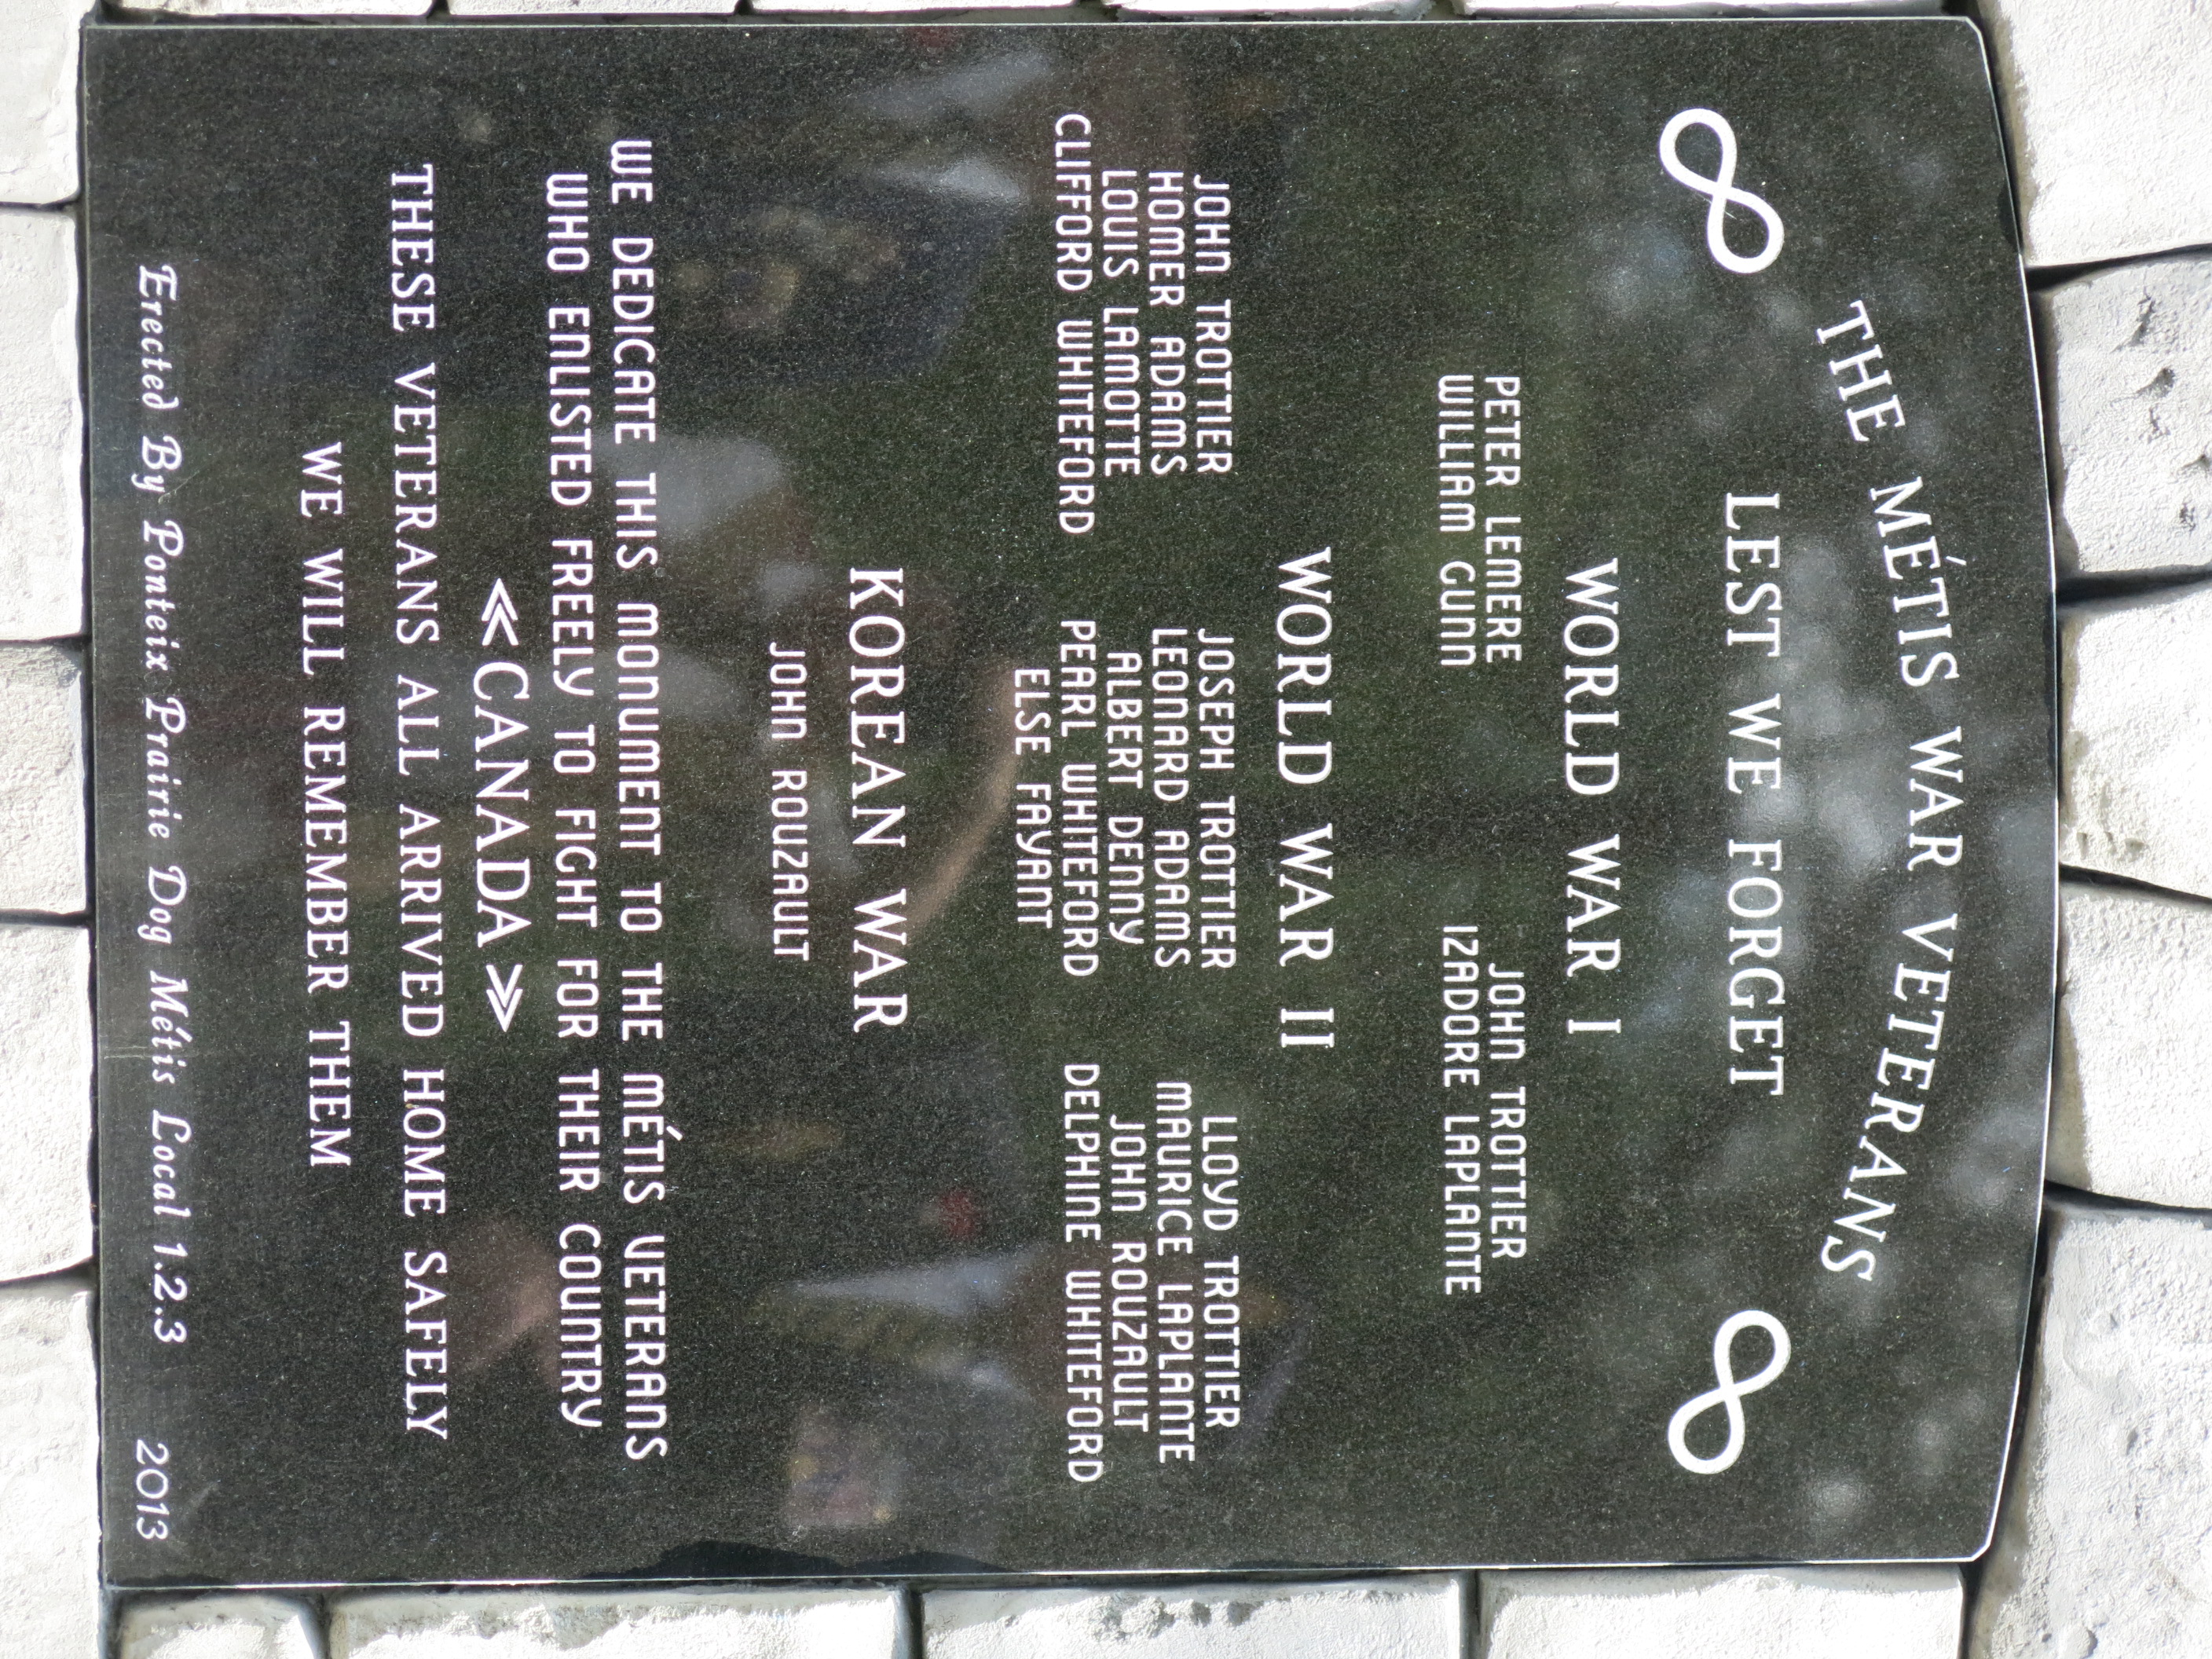 THE MÉTIS WAR VETERANS
LEST WE FORGET
WORLD WAR I
PETER LEMERE JOHN TROTTIER
WILLIAM GUNN IZADORE LAPLANTE
WORLD WAR II
JOHN TROTTIER JOSEPH TROTTIER LLOYD TROTTIER
HOMER ADAMS LEONARD ADAMS MAURICE LAPLANTE
LOUIS LAMOTTE ALBERT DENNY JOHN ROUZAULT
CLIFFORD WHITEFORD PEARL WHITEFORD DELPHINE WHITEFORD
ELSE FAYANT
KOREAN WAR
JOHN ROUZAULT
WE DEDICATE THIS MONUMENT TO THE MÉTIS VETERANS
WHO ENLISTED FREELY TO FIGHT FOR THEIR COUNTRY
≪ CANADA ≫
THESE VETERANS ALL ARRIVED HOME SAFELY
WE WILL REMEMBER THEM
Erected By Ponteix Prairie Dog Métis Local 1.2.3 2013